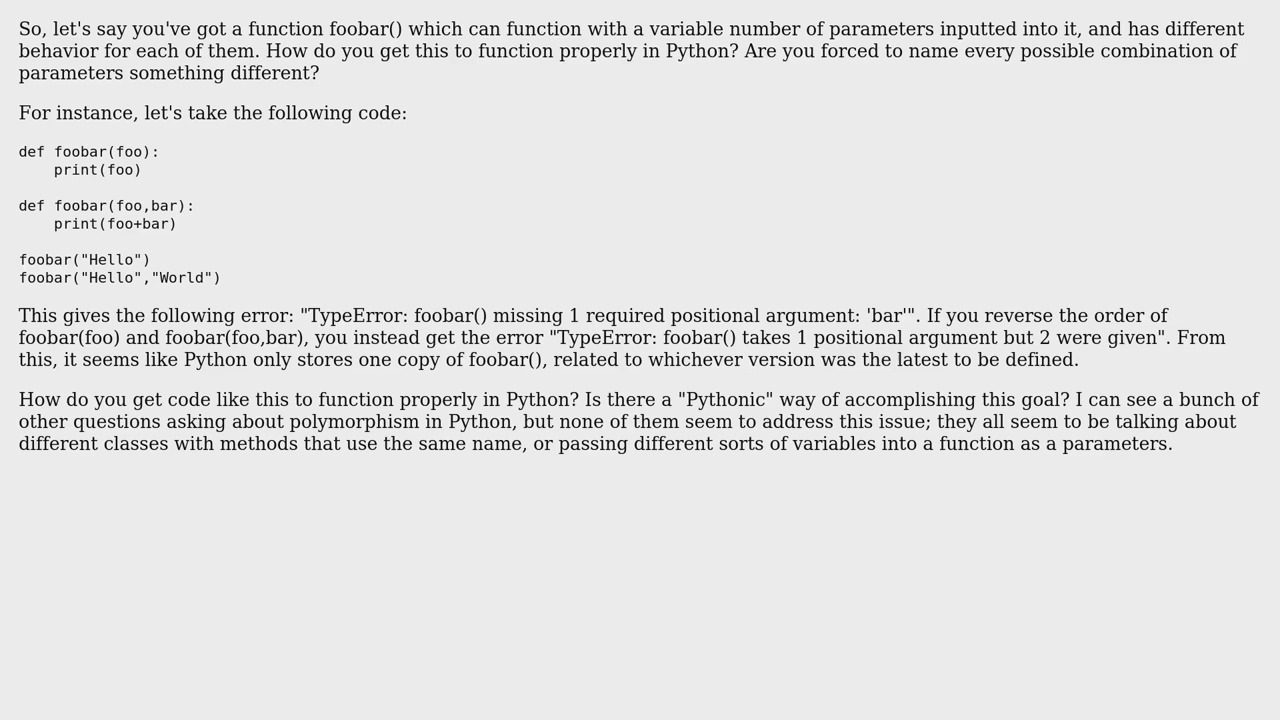 So, let's say you've got a function foobar() which can function with a variable number of parameters inputted into it, and has different
behavior for each of them. How do you get this to function properly in Python? Are you forced to name every possible combination of
parameters something different?
For instance, let's take the following code:
def foobar(foo):
    print(foo)
def foobar(foo,bar):
    print(foo+bar)
foobar("Hello")
foobar("Hello","World")
This gives the following error: "TypeError: foobar() missing 1 required positional argument: 'bar'". If you reverse the order of
foobar(foo) and foobar(foo,bar), you instead get the error "TypeError: foobar() takes 1 positional argument but 2 were given". From
this, it seems like Python only stores one copy of foobar(), related to whichever version was the latest to be defined.
How do you get code like this to function properly in Python? Is there a "Pythonic" way of accomplishing this goal? I can see a bunch of
other questions asking about polymorphism in Python, but none of them seem to address this issue; they all seem to be talking about
different classes with methods that use the same name, or passing different sorts of variables into a function as a parameters.